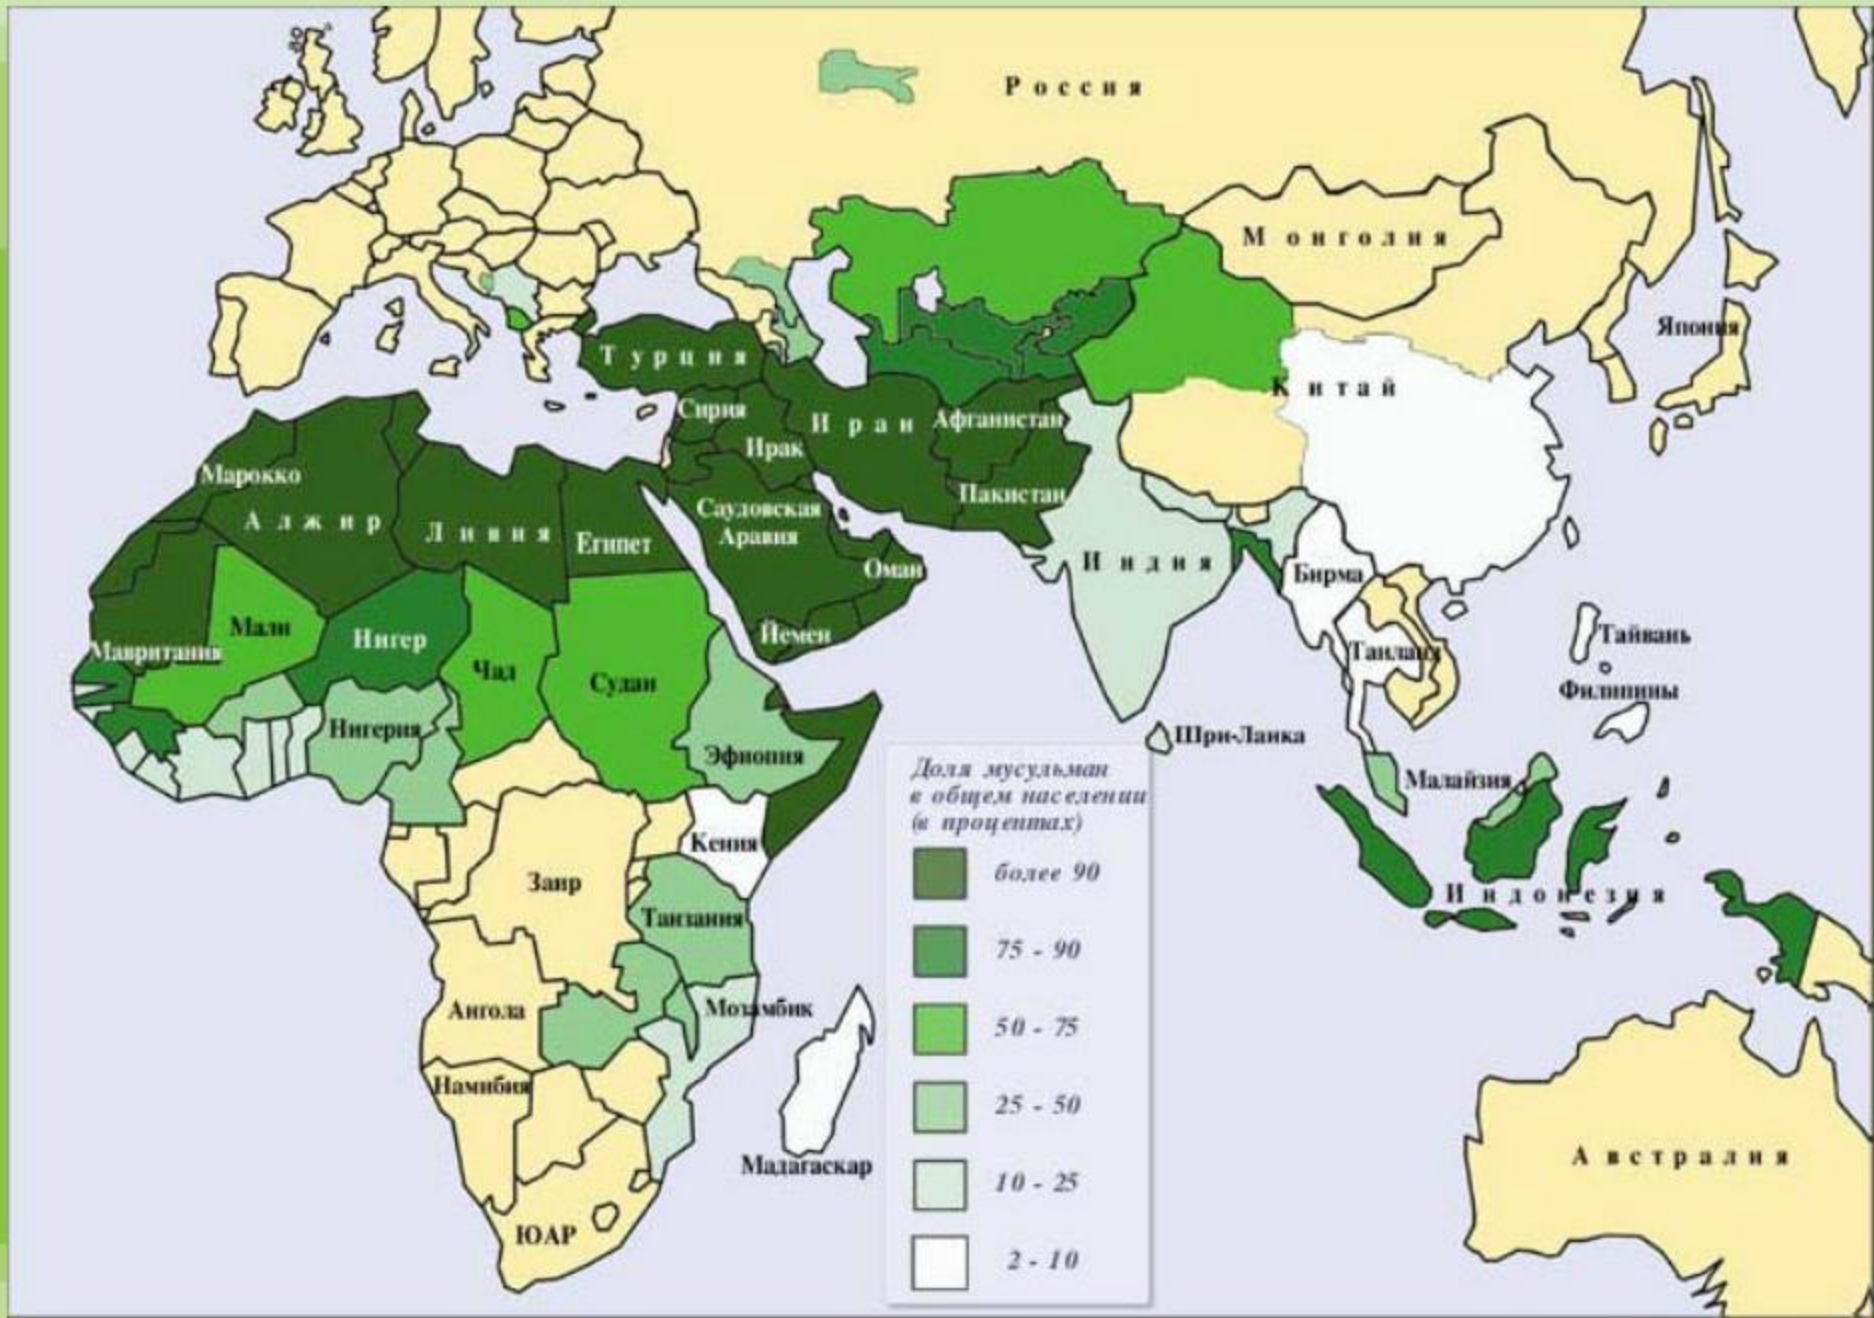 Россия
Монголия
Япония
Турция
Китай
Сирия
Иран
Афганистан
Ирак
Марокко
Пакистан
Саудовская
Аравия
Алжир
Ливия
Египет
Индия
Оман
Бирма
Мали
Йемен
Тайвань
Нигер
Мавритания
Таиланд
Чад
Судан
Филипины
Нигерия
Шри-Ланка
Эфиопия
Малайзия
Доля мусульман
в общем населении
(в процентах)
Кения
более 90
Заир
Индонезия
Танзания
75 - 90
Ангола
Мозамбик
50 - 75
Намибия
25 - 50
Австралия
Мадагаскар
10 - 25
ЮАР
2 - 10